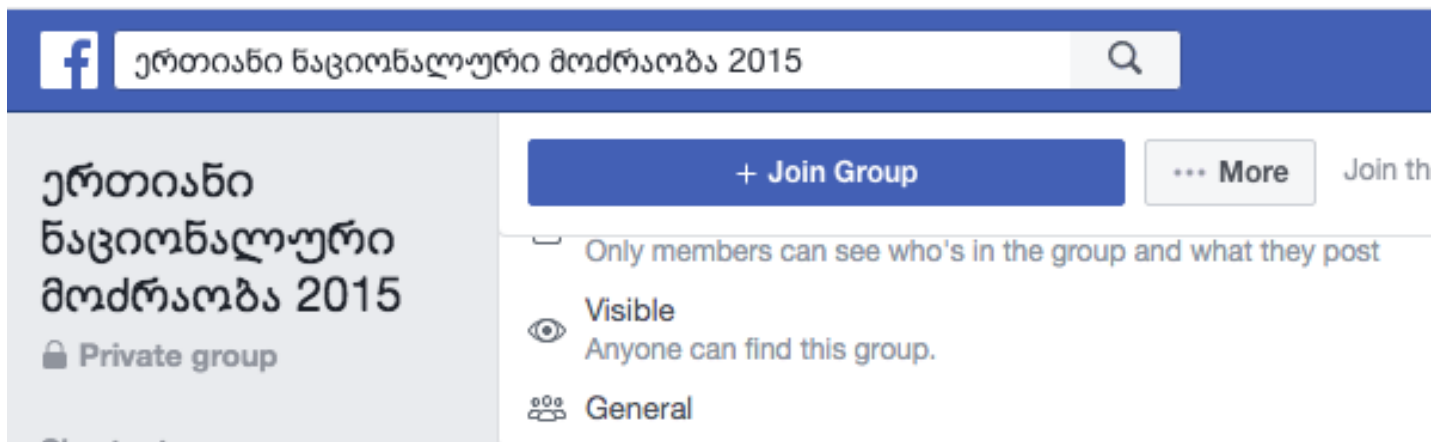 ერთიანი ნაციონალური მოძრაობა 2015
ერთიანი
ნაციონალური
მოძრაობა 2015
Private group
+ Join Group
··· More
Join th
Only members can see who's in the group and what they post
Visible
Anyone can find this group.
General